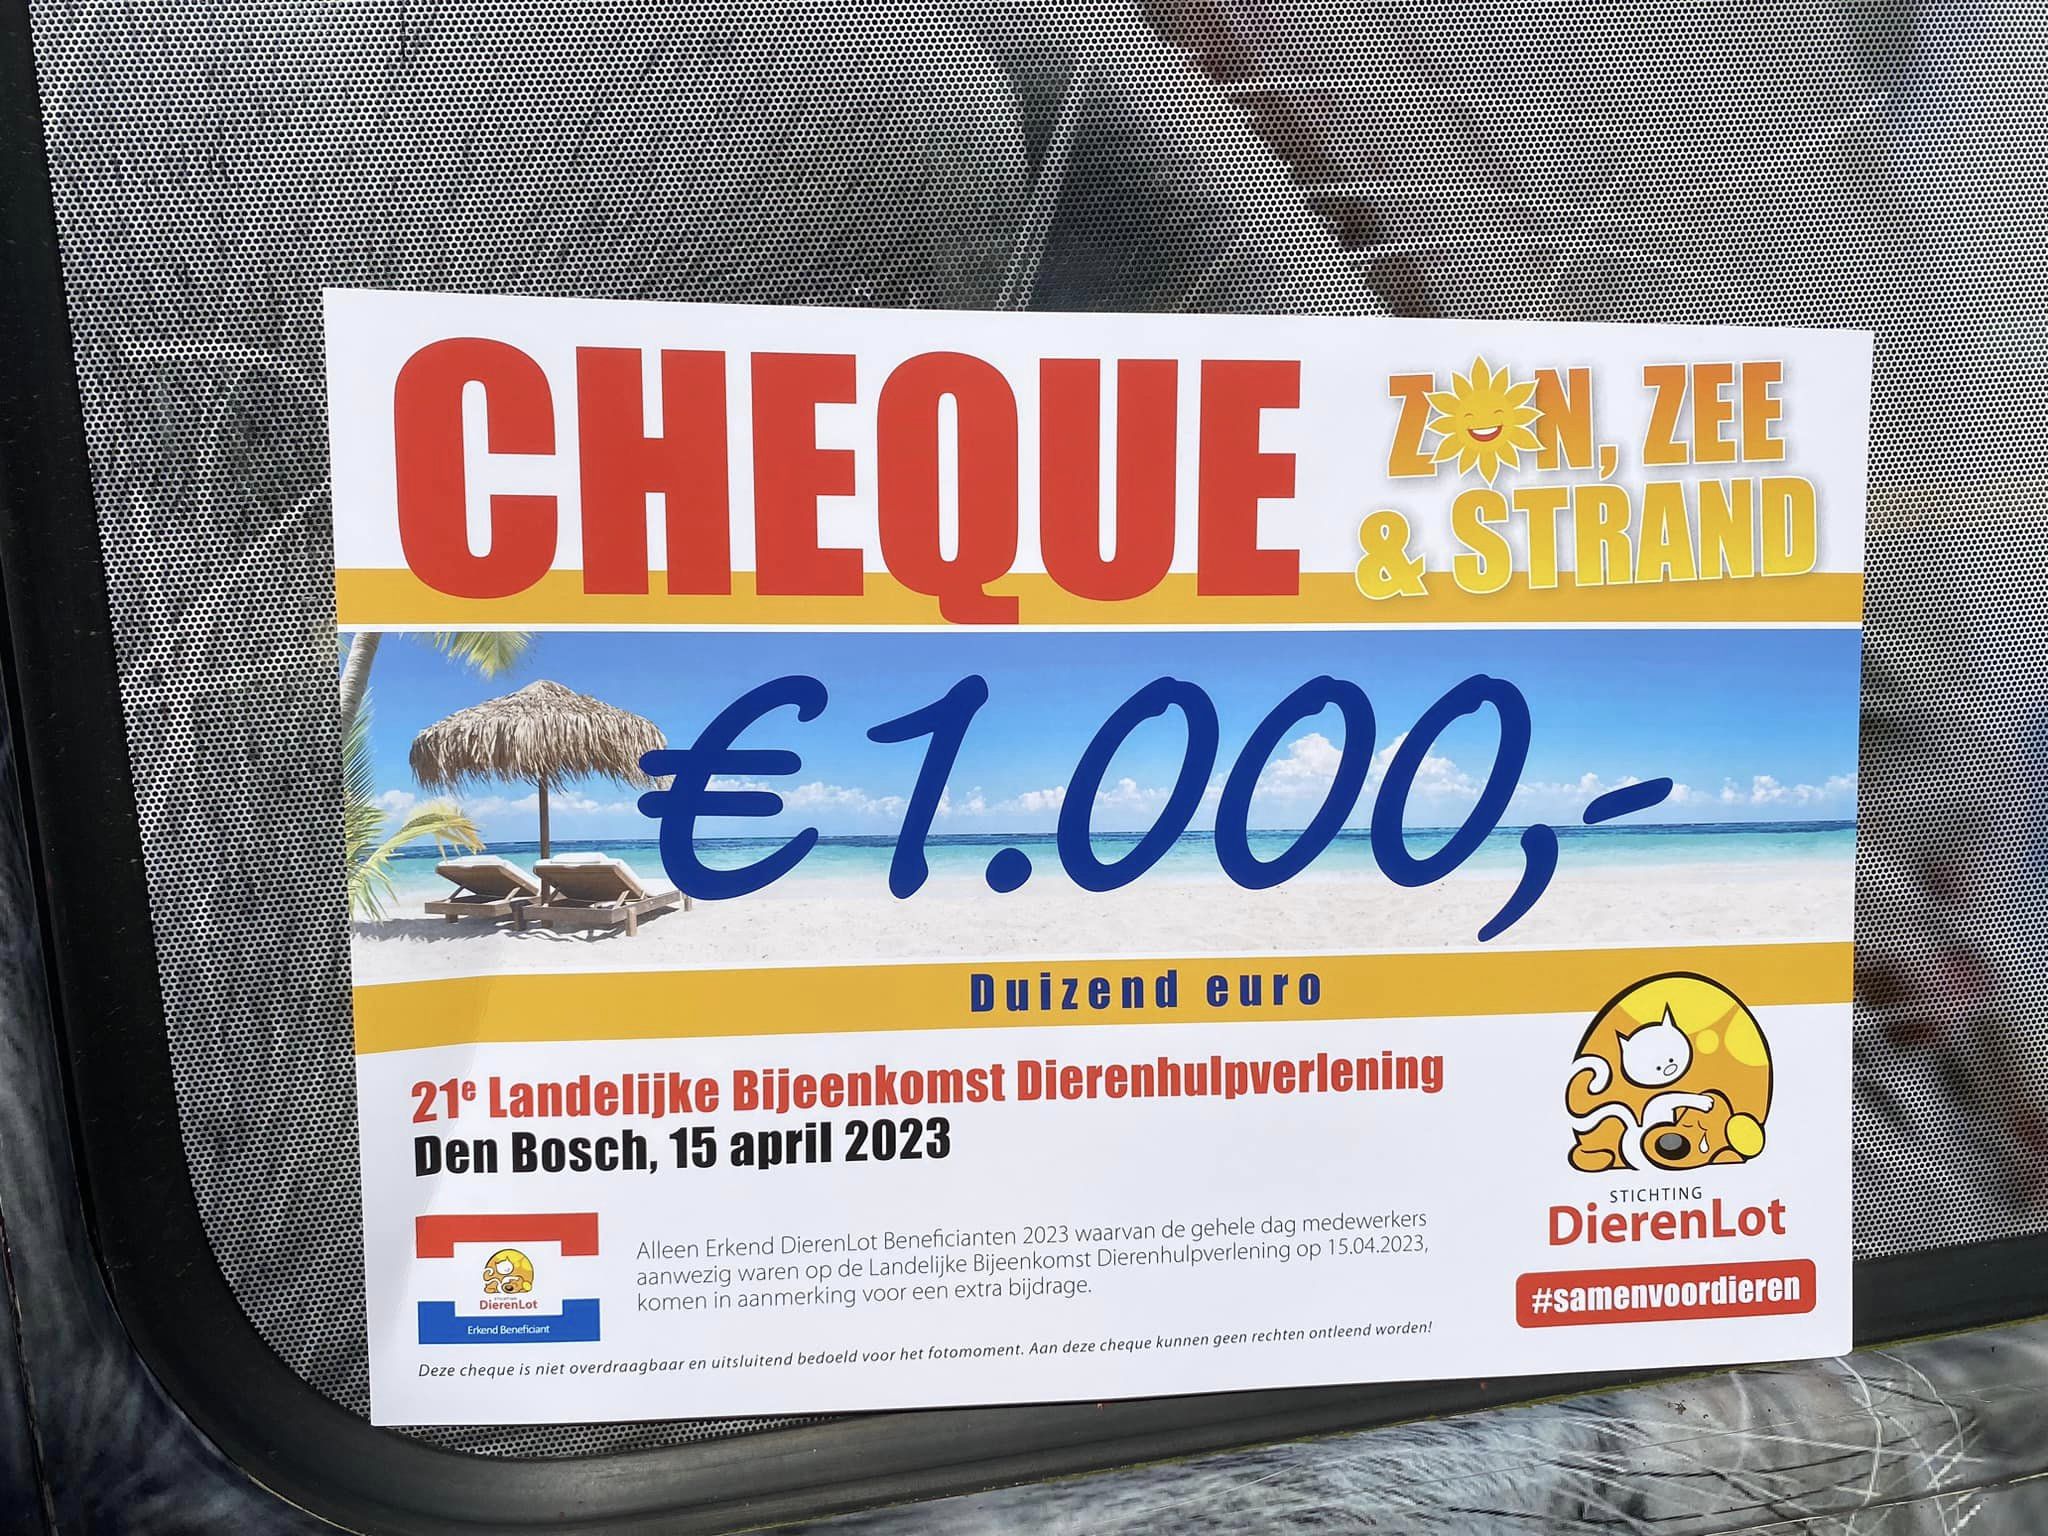 CHEQUE
ZON, ZEE
& STRAND
€1.000,-
Duizend euro
21e Landelijke Bijeenkomst Dierenhulpverlening
Den Bosch, 15 april 2023
STICHTING
DierenLot
#samenvoordieren
STICHTING
DierenLot
Erkend Beneficiant
Alleen Erkend DierenLot Beneficianten 2023 waarvan de gehele dag medewerkers
aanwezig waren op de Landelijke Bijeenkomst Dierenhulpverlening op 15.04.2023,
komen in aanmerking voor een extra bijdrage.
Deze cheque is niet overdraagbaar en uitsluitend bedoeld voor het fotomoment. Aan deze cheque kunnen geen rechten ontleend worden!